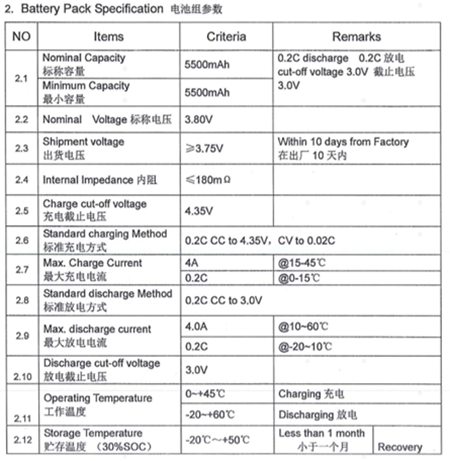 2. Battery Pack Specification 电池组参数
NO Items Criteria Remarks
2.1 Nominal Capacity 标称容量 5500mAh 0.2C discharge 0.2C 放电
cut-off voltage 3.0V 截止电压
3.0V
Minimum Capacity 最小容量 5500mAh
2.2 Nominal Voltage 标称电压 3.80V
2.3 Shipment voltage 出货电压 ≥3.75V Within 10 days from Factory
在出厂 10 天内
2.4 Internal Impedance 内阻 ≤180mΩ
2.5 Charge cut-off voltage 充电截止电压 4.35V
2.6 Standard charging Method 标准充电方式 0.2C CC to 4.35V, CV to 0.02C
2.7 Max. Charge Current 最大充电电流 4A @15-45℃
0.2C @0-15℃
2.8 Standard discharge Method 标准放电方式 0.2C CC to 3.0V
2.9 Max. discharge current 最大放电电流 4.0A @10~60℃
0.2C @-20~10℃
2.10 Discharge cut-off voltage 放电截止电压 3.0V
2.11 Operating Temperature 工作温度 0~+45℃ Charging 充电
-20~+60℃ Discharging 放电
2.12 Storage Temperature 贮存温度 （30%SOC） -20℃~+50℃ Less than 1 month
小于一个月 Recovery